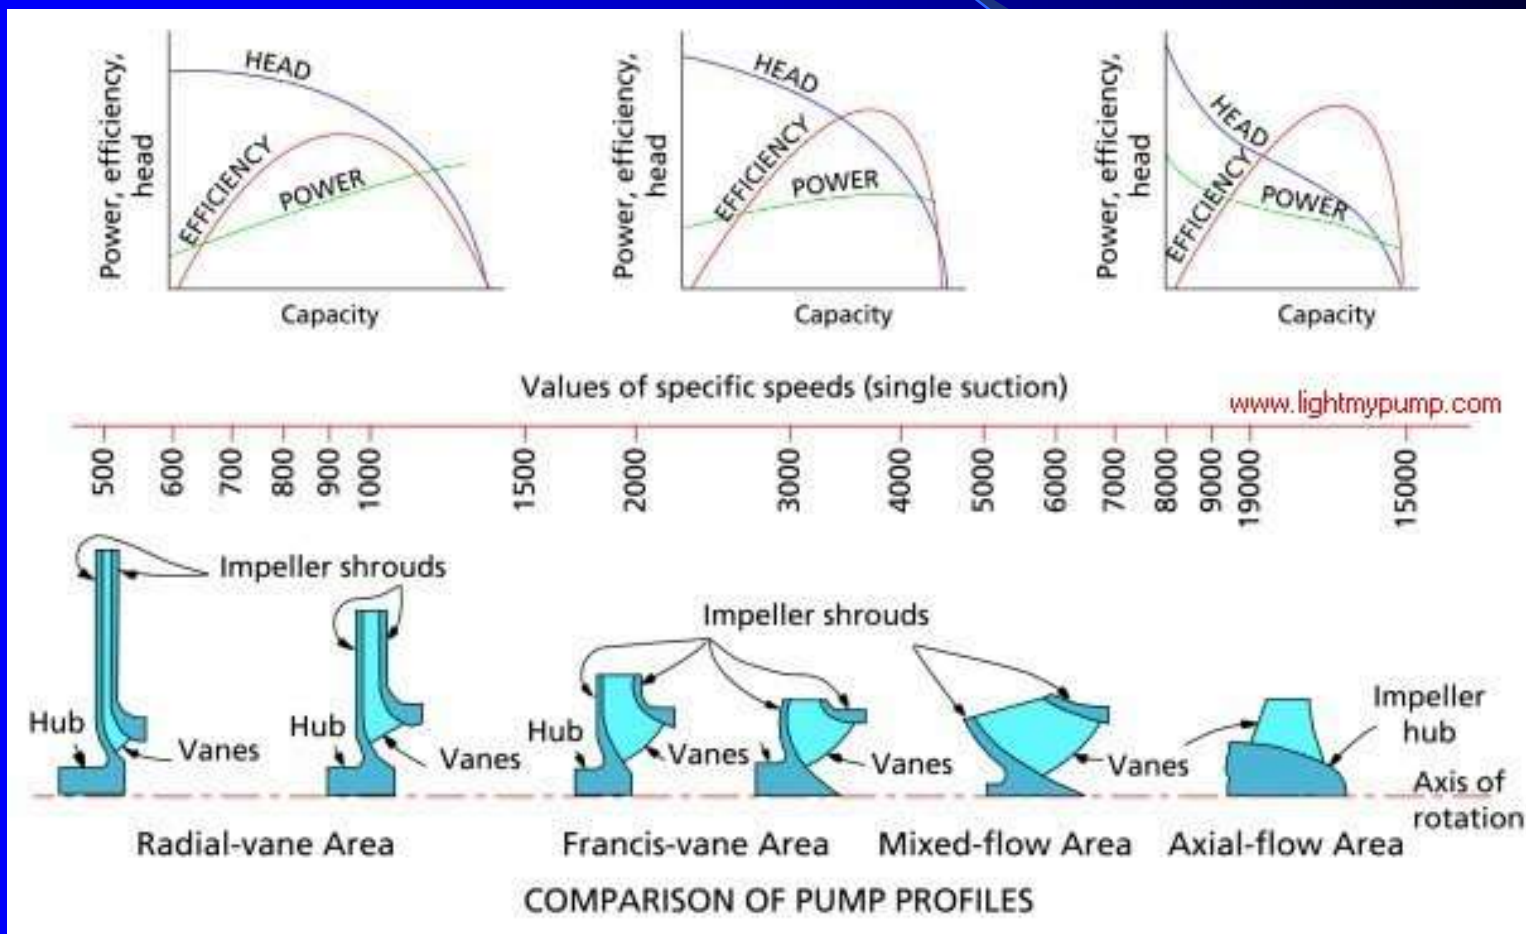 Power, efficiency,
head
HEAD
EFFICIENCY
POWER
Capacity
Power, efficiency,
head
HEAD
EFFICIENCY
POWER
Capacity
Power, efficiency,
head
HEAD
EFFICIENCY
POWER
Capacity
Values of specific speeds (single suction)
www.lightmypump.com
500
600
700
800
900
1000
1500
2000
3000
4000
5000
6000
7000
8000
9000
19000
15000
Impeller shrouds
Hub
Vanes
Hub
Vanes
Impeller shrouds
Hub
Vanes
Vanes
Vanes
Impeller
hub
Axis of
rotation
Radial-vane Area
Francis-vane Area
Mixed-flow Area
Axial-flow Area
COMPARISON OF PUMP PROFILES